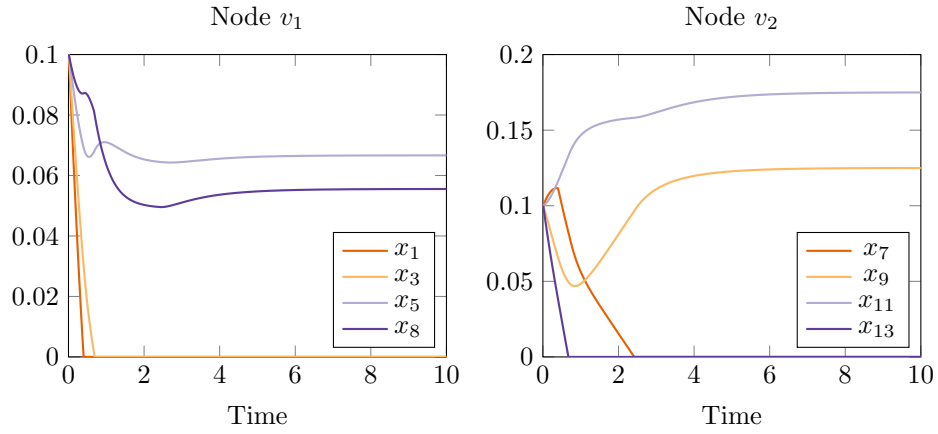 Node v₁
0.1
0.08
0.06
0.04
0.02
0
x₁
x₃
x₅
x₈
0 2 4 6 8 10
Time
Node v₂
0.2
0.15
0.1
0.05
0
x₇
x₉
x₁₁
x₁₃
0 2 4 6 8 10
Time